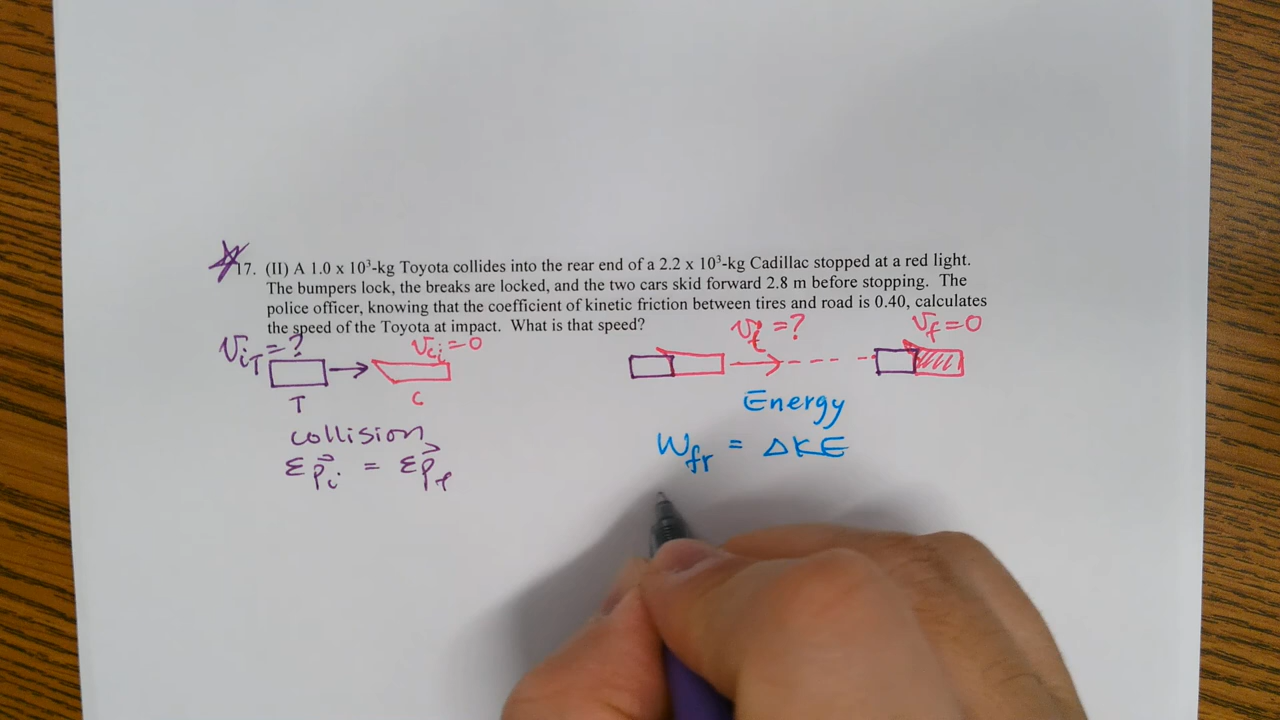 17. (II) A 1.0 x 10³-kg Toyota collides into the rear end of a 2.2 x 10³-kg Cadillac stopped at a red light.
The bumpers lock, the breaks are locked, and the two cars skid forward 2.8 m before stopping. The
police officer, knowing that the coefficient of kinetic friction between tires and road is 0.40, calculates
the speed of the Toyota at impact. What is that speed?
v_iT = ?
v_ci = 0
v_f = ?
v_f = 0
T
C
collision
Σp⃗_i = Σp⃗_f
Energy
W_fr = ΔKE